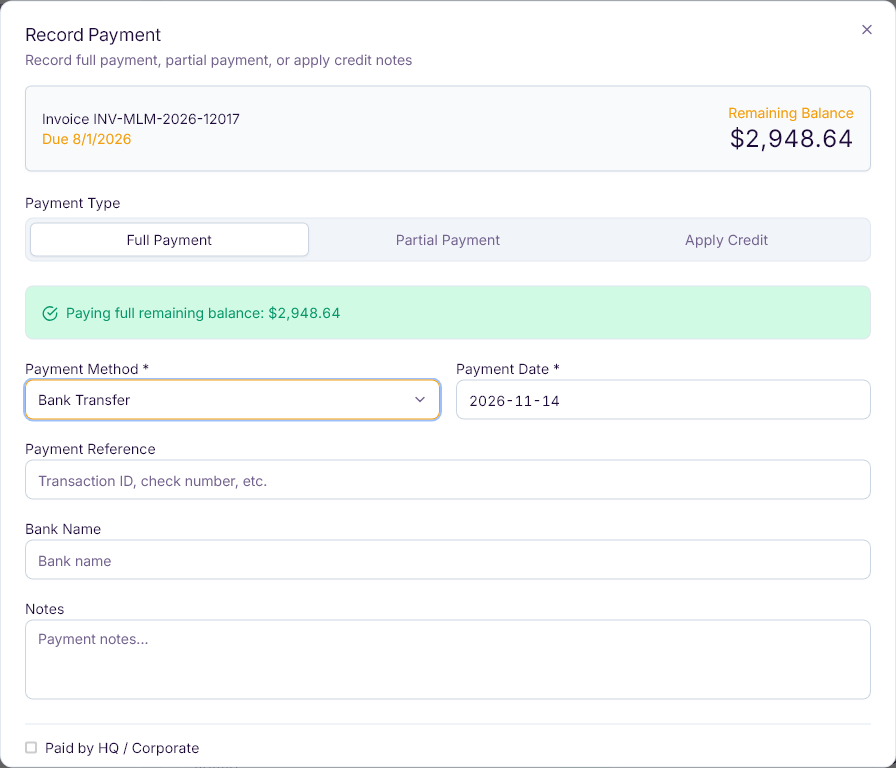 Record Payment
Record full payment, partial payment, or apply credit notes
Invoice INV-MLM-2026-12017
Due 8/1/2026
Remaining Balance
$2,948.64
Payment Type
Full Payment
Partial Payment
Apply Credit
Paying full remaining balance: $2,948.64
Payment Method *
Payment Date *
Bank Transfer
2026-11-14
Payment Reference
Transaction ID, check number, etc.
Bank Name
Bank name
Notes
Payment notes...
Paid by HQ / Corporate